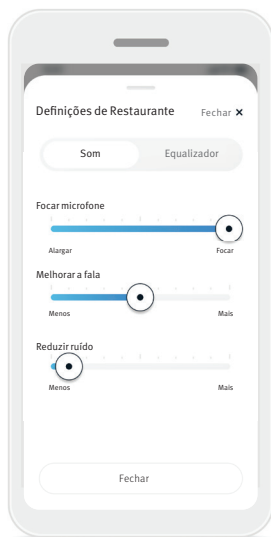 Definições de Restaurante Fechar ×
Som Equalizador
Focar microfone
Alargar Focar
Melhorar a fala
Menos Mais
Reduzir ruído
Menos Mais
Fechar